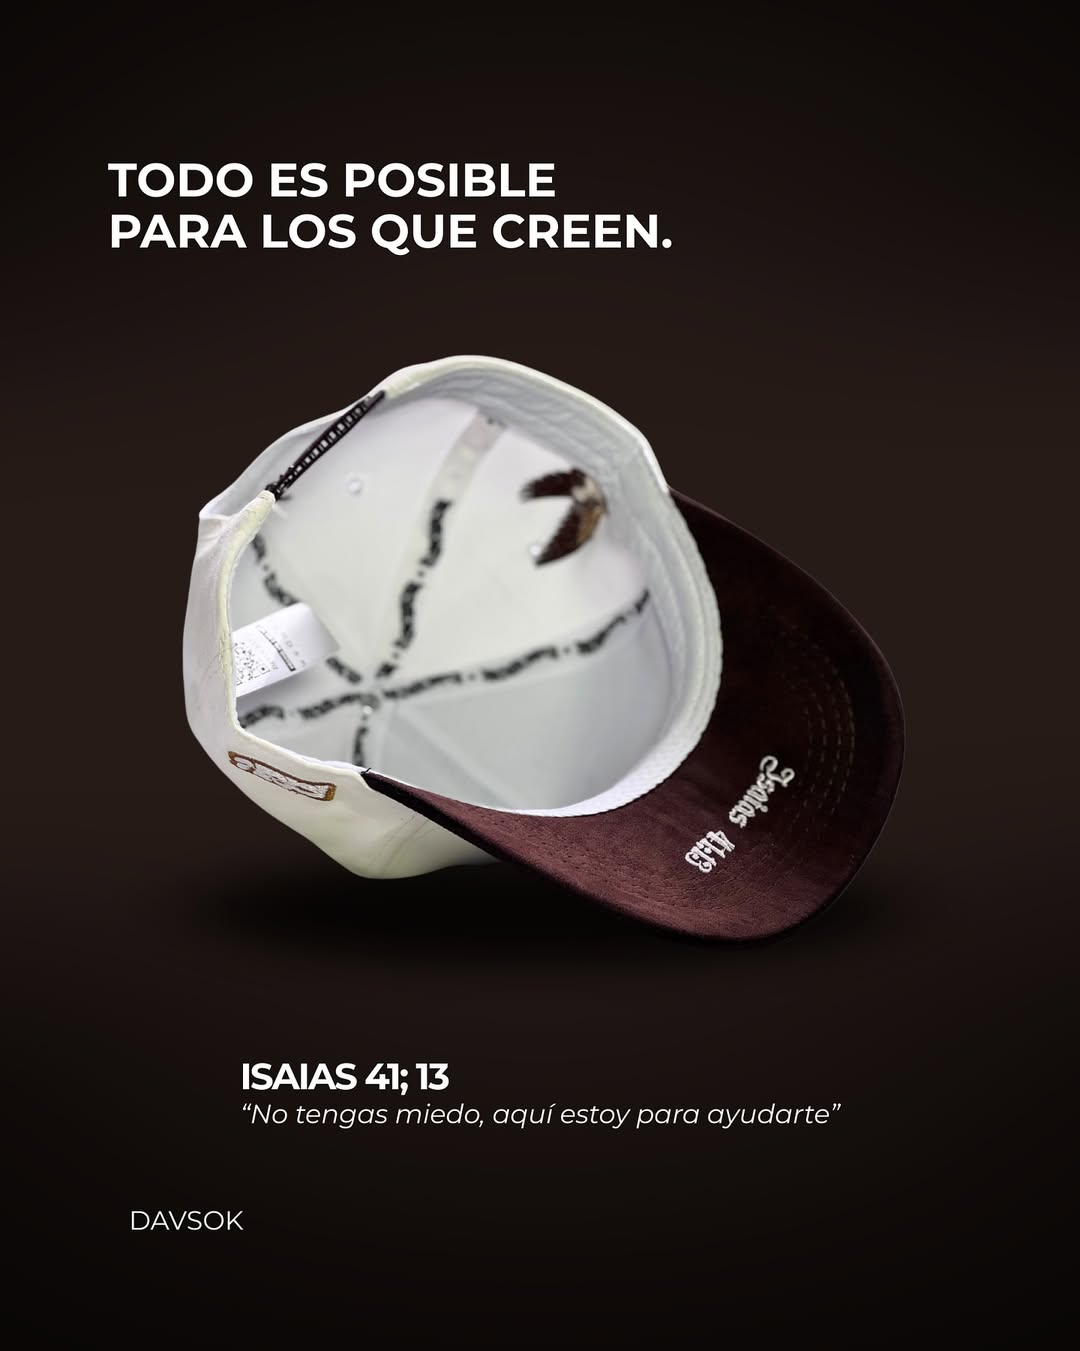 TODO ES POSIBLE
PARA LOS QUE CREEN.
Isaias 41:13
ISAIAS 41; 13
“No tengas miedo, aquí estoy para ayudarte”
DAVSOK